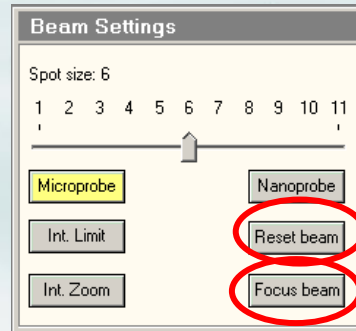 Beam Settings
Spot size: 6
1 2 3 4 5 6 7 8 9 10 11
Microprobe Nanoprobe
Int. Limit Reset beam
Int. Zoom Focus beam